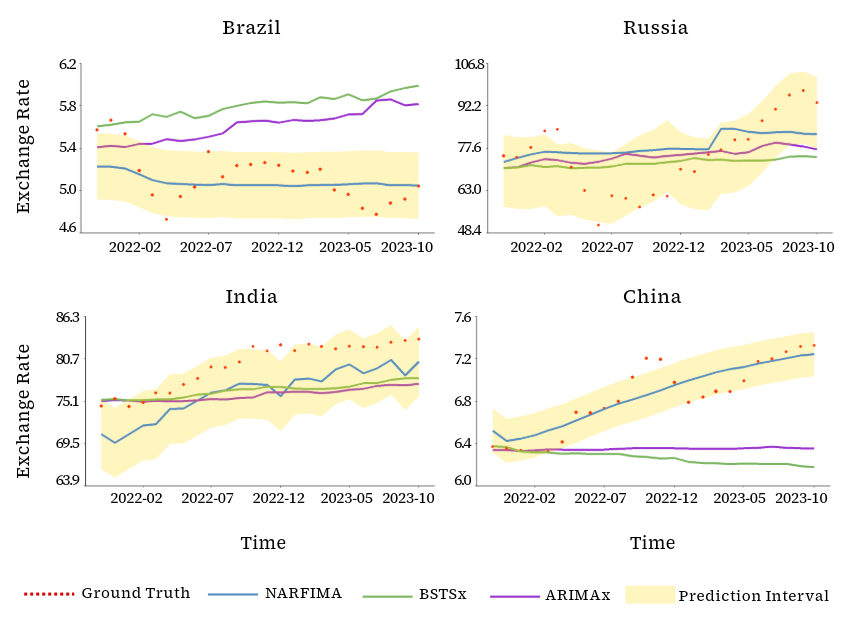 Brazil
Russia
Exchange Rate
6.2
5.8
5.4
5.0
4.6
2022-02 2022-07 2022-12 2023-05 2023-10
106.8
92.2
77.6
63.0
48.4
2022-02 2022-07 2022-12 2023-05 2023-10
India
China
Exchange Rate
86.3
80.7
75.1
69.5
63.9
2022-02 2022-07 2022-12 2023-05 2023-10
7.6
7.2
6.8
6.4
6.0
2022-02 2022-07 2022-12 2023-05 2023-10
Time
Time
Ground Truth NARFIMA BSTSx ARIMAx Prediction Interval